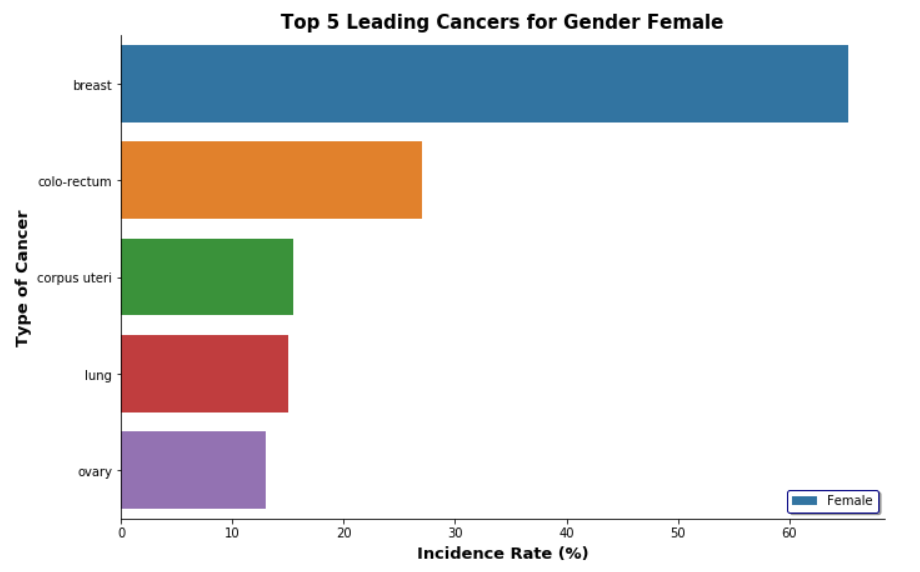 Top 5 Leading Cancers for Gender Female
Type of Cancer
breast
colo-rectum
corpus uteri
lung
ovary
Female
0 10 20 30 40 50 60
Incidence Rate (%)